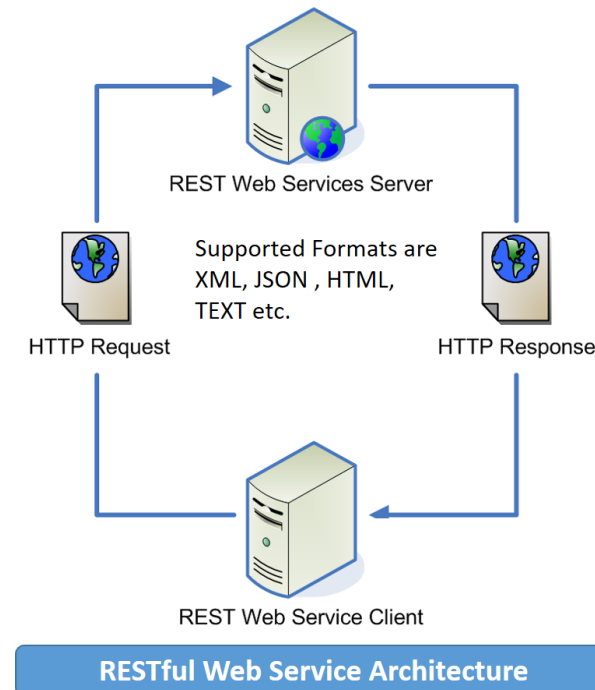 REST Web Services Server
Supported Formats are
XML, JSON , HTML,
TEXT etc.
HTTP Request
HTTP Response
REST Web Service Client
RESTful Web Service Architecture